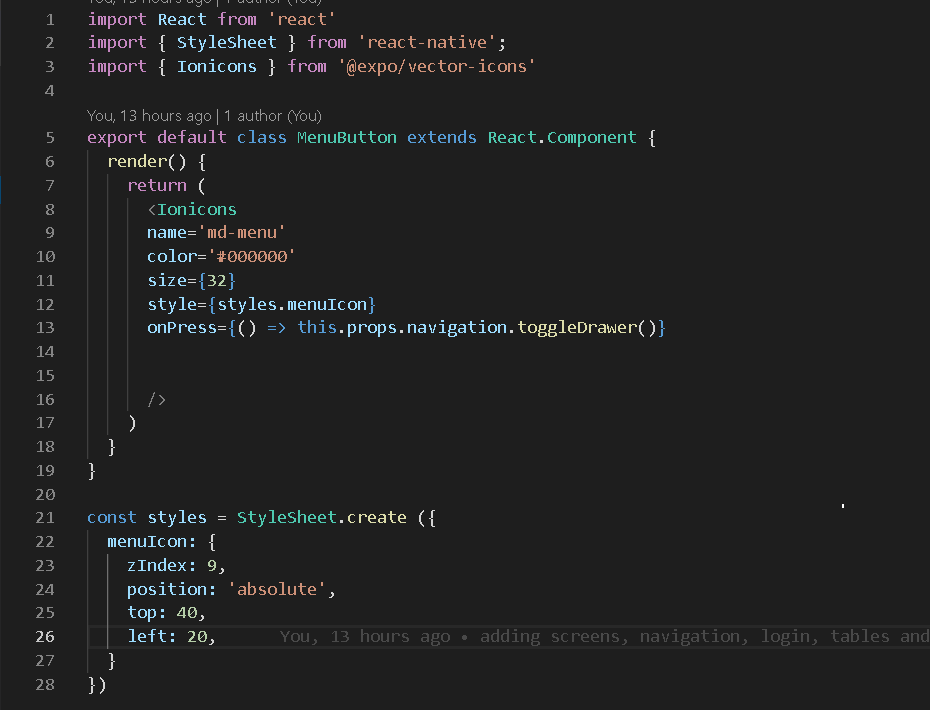 You, 13 hours ago | 1 author (You)
1 import React from 'react'
2 import { StyleSheet } from 'react-native';
3 import { Ionicons } from '@expo/vector-icons'
4
You, 13 hours ago | 1 author (You)
5 export default class MenuButton extends React.Component {
6 render() {
7 return (
8 <Ionicons
9 name='md-menu'
10 color='#000000'
11 size={32}
12 style={styles.menuIcon}
13 onPress={() => this.props.navigation.toggleDrawer()}
14
15
16 />
17 )
18 }
19 }
20
21 const styles = StyleSheet.create ({
22 menuIcon: {
23 zIndex: 9,
24 position: 'absolute',
25 top: 40,
26 left: 20, You, 13 hours ago • adding screens, navigation, login, tables and
27 }
28 })